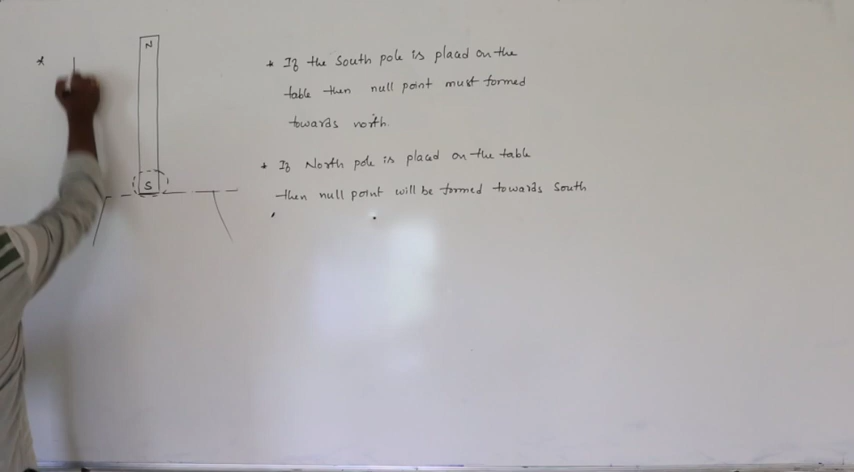 N
S
* If the South pole is placed on the
table then null point must formed
towards north.
* If North pole is placed on the table
then null point will be formed towards South